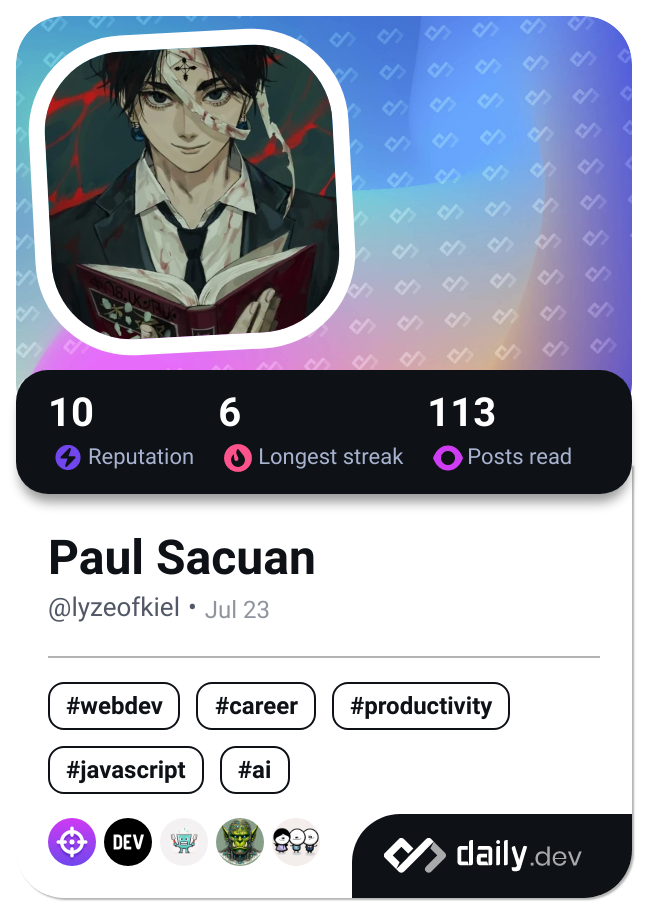 10 6 113
Reputation Longest streak Posts read
Paul Sacuan
@lyzeofkiel • Jul 23
#webdev #career #productivity
#javascript #ai
DEV
daily.dev